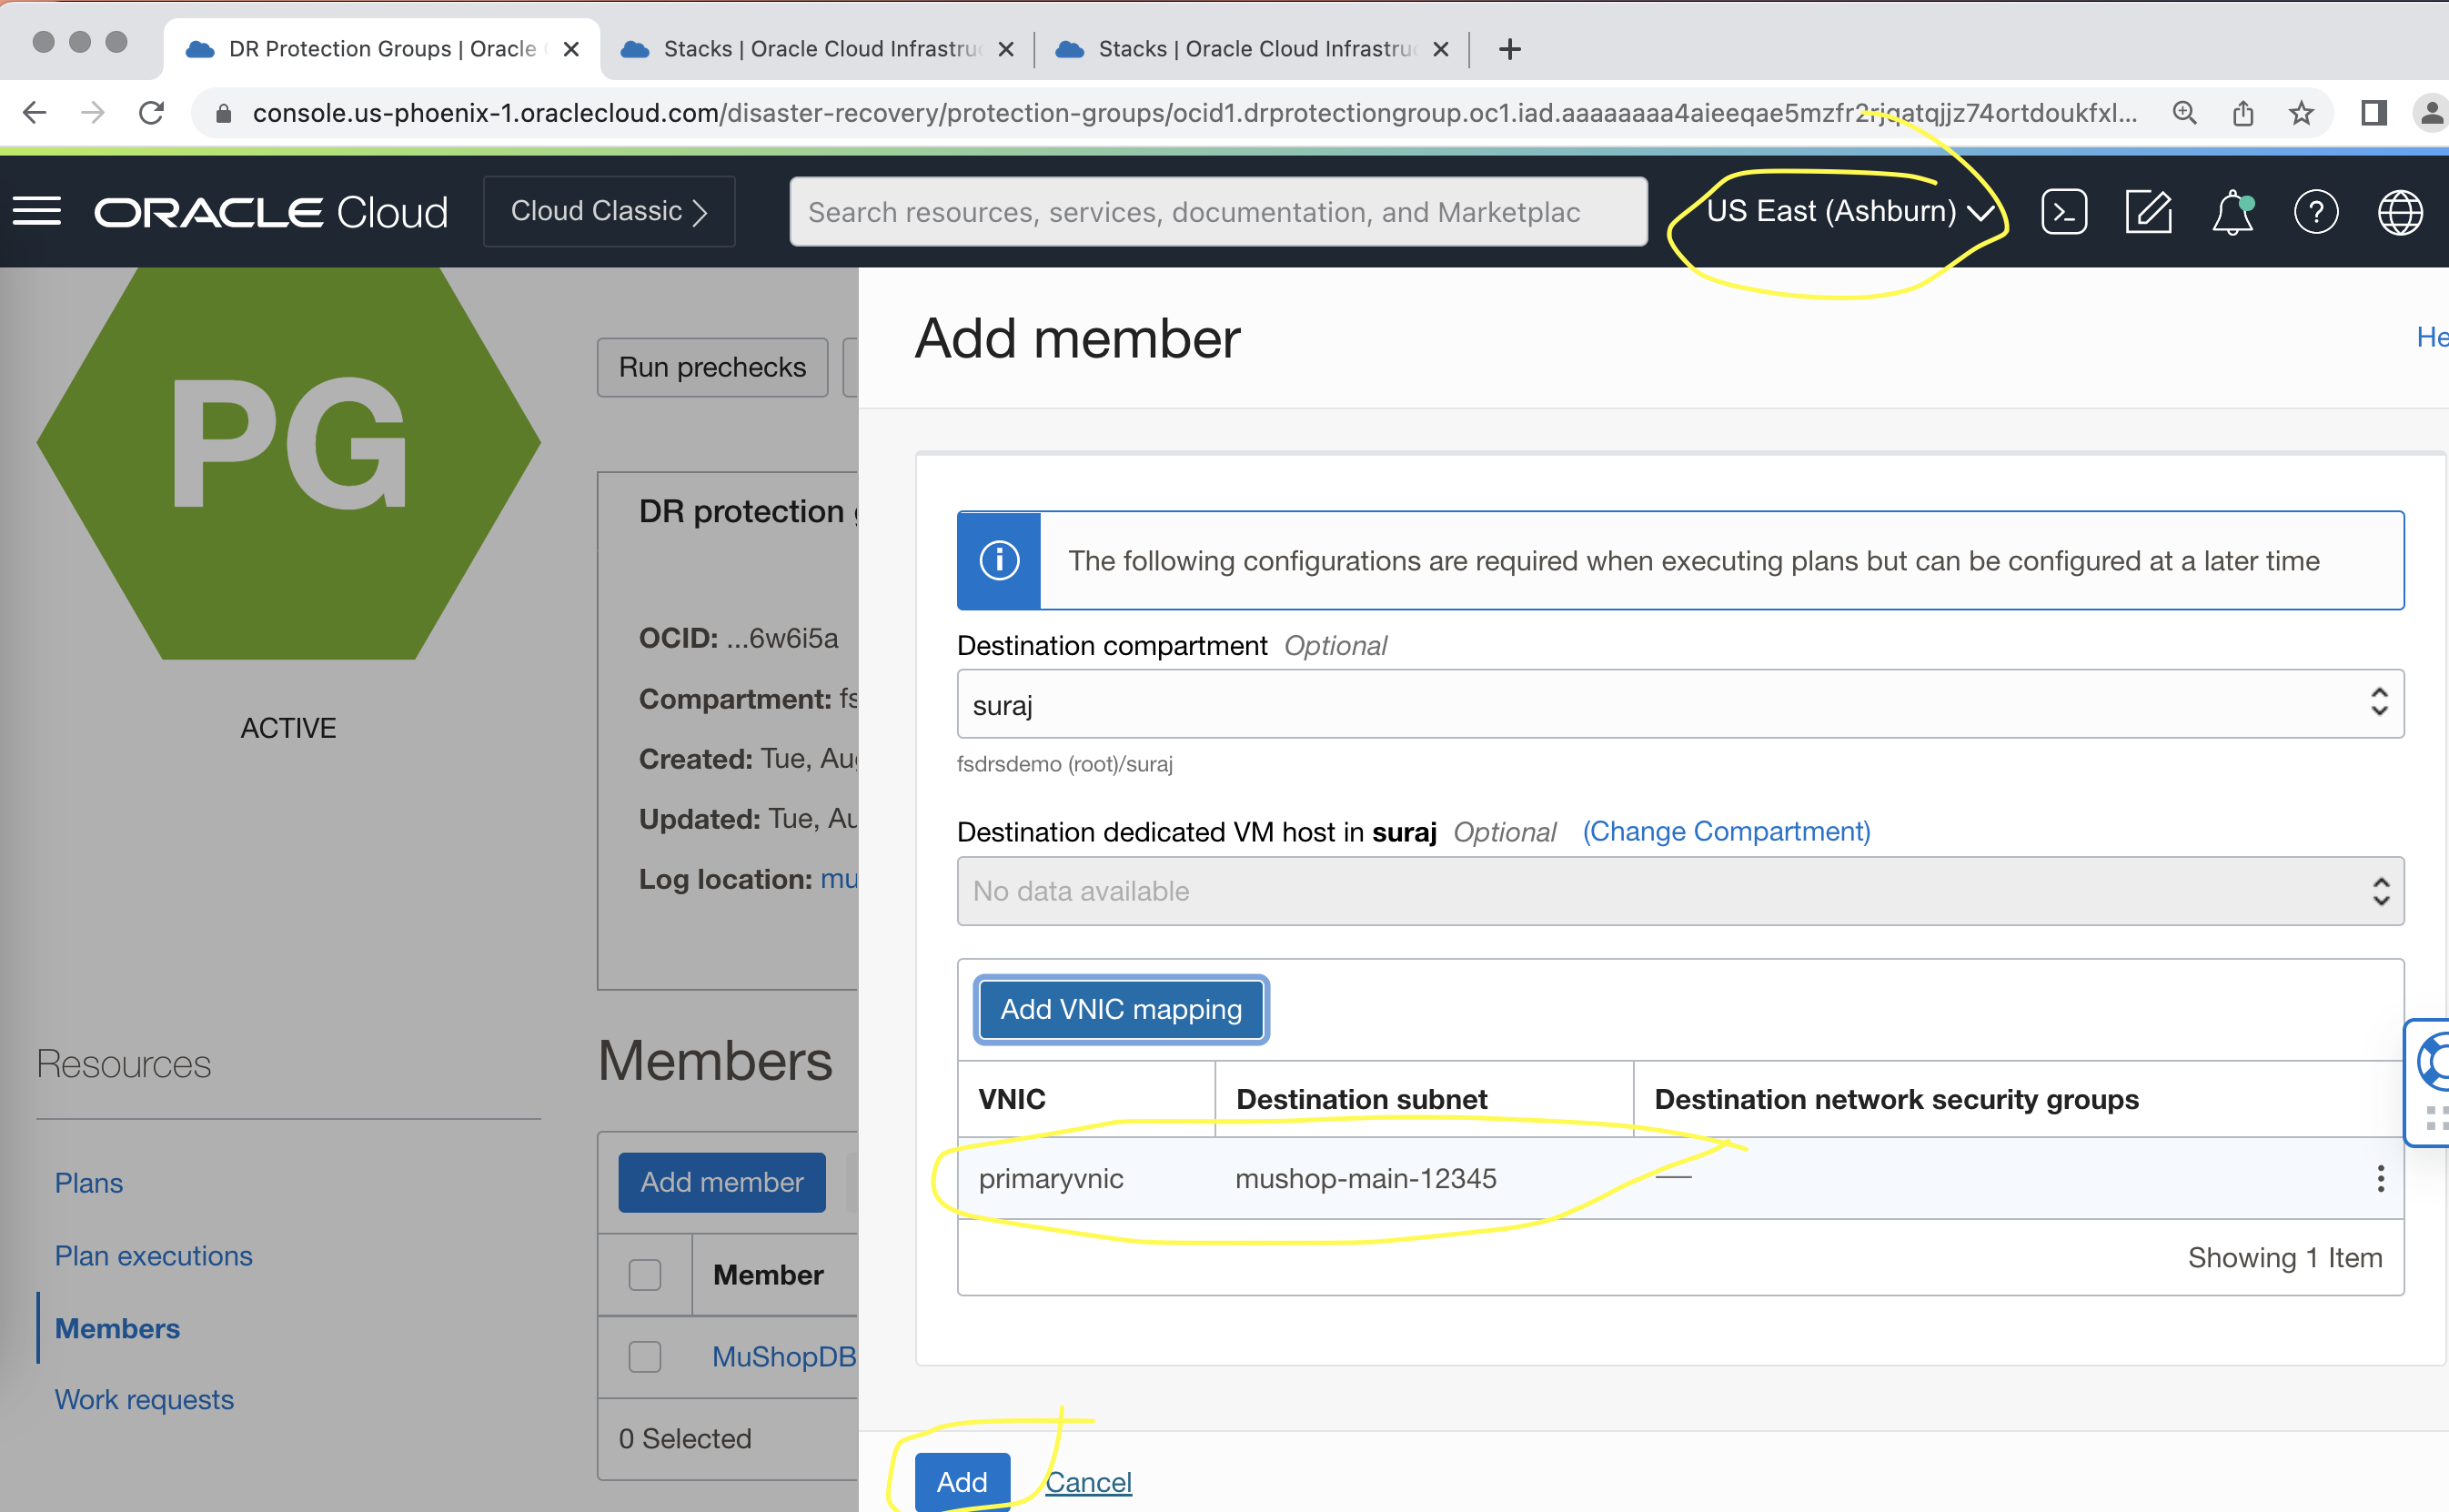 DR Protection Groups | Oracle
Stacks | Oracle Cloud Infrastru
Stacks | Oracle Cloud Infrastru
console.us-phoenix-1.oraclecloud.com/disaster-recovery/protection-groups/ocid1.drprotectiongroup.oc1.iad.aaaaaaaa4aieeqae5mzfr2rjqatqjjz74ortdoukfxl...
ORACLE Cloud
Cloud Classic
Search resources, services, documentation, and Marketplac
US East (Ashburn)
PG
ACTIVE
Run prechecks
DR protection
OCID: ...6w6i5a
Compartment: fs
Created: Tue, Au
Updated: Tue, Au
Log location: mu
Resources
Plans
Plan executions
Members
Work requests
Members
Add member
Member
MuShopDB
0 Selected
Add member
He
The following configurations are required when executing plans but can be configured at a later time
Destination compartment Optional
suraj
fsdrsdemo (root)/suraj
Destination dedicated VM host in suraj Optional (Change Compartment)
No data available
Add VNIC mapping
VNIC Destination subnet Destination network security groups
primaryvnic mushop-main-12345 —
Showing 1 Item
Add Cancel